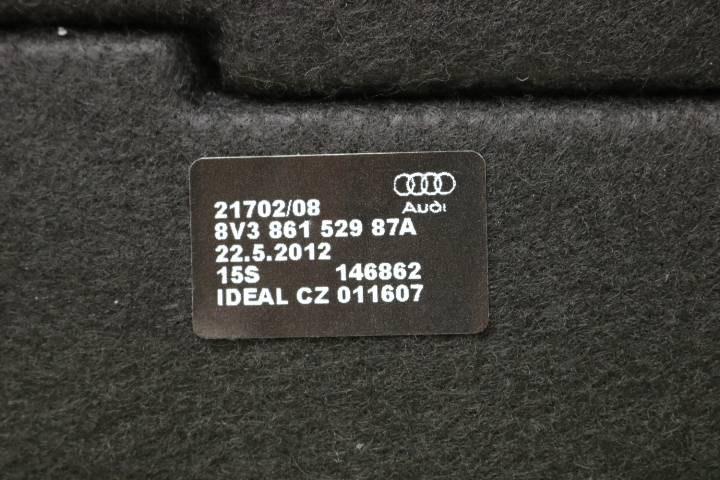 21702/08
Audi
8V3 861 529 87A
22.5.2012
15S 146862
IDEAL CZ 011607